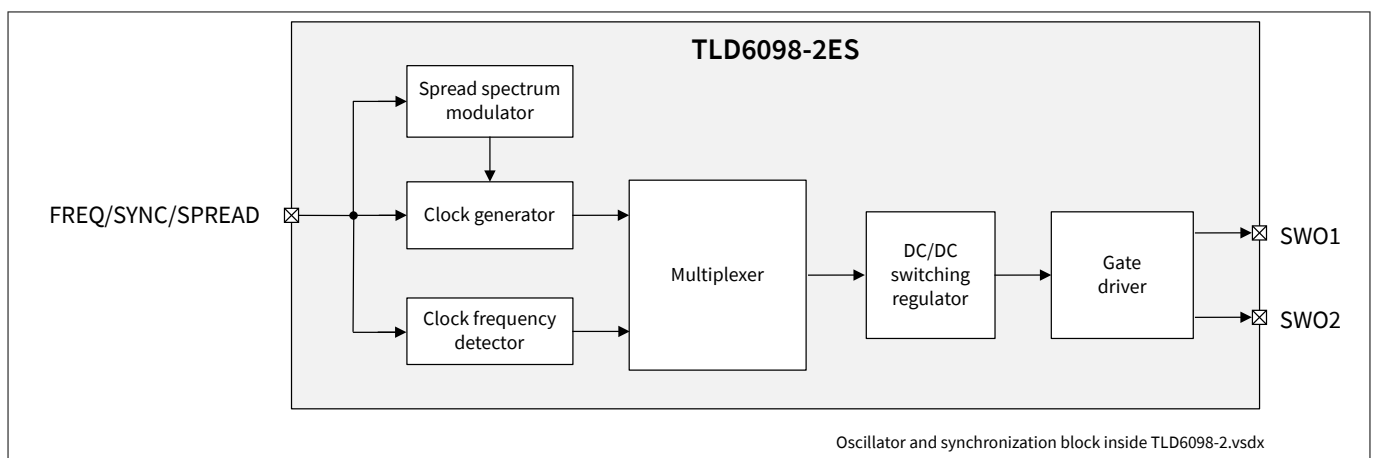 TLD6098-2ES
Spread spectrum
modulator
FREQ/SYNC/SPREAD
Clock generator
Clock frequency
detector
Multiplexer
DC/DC
switching
regulator
Gate
driver
SWO1
SWO2
Oscillator and synchronization block inside TLD6098-2.vsdx